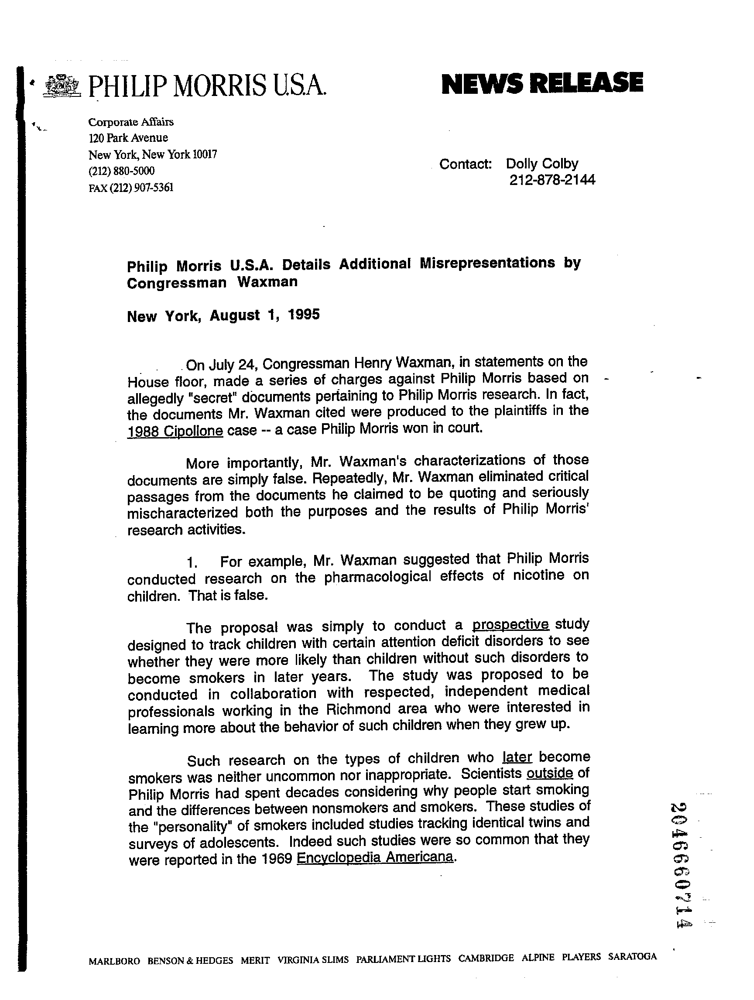 PHILIP MORRIS U.S.A.
NEWS RELEASE
Corporate Affairs
120 Park Avenue
New York, New York 10017
(212) 880-5000
FAX (212) 907-5361
Contact: Dolly Colby
212-878-2144
Philip Morris U.S.A. Details Additional Misrepresentations by
Congressman Waxman
New York, August 1, 1995
On July 24, Congressman Henry Waxman, in statements on the
House floor, made a series of charges against Philip Morris based on
allegedly "secret" documents pertaining to Philip Morris research. In fact,
the documents Mr. Waxman cited were produced to the plaintiffs in the
1988 Cipollone case -- a case Philip Morris won in court.
More importantly, Mr. Waxman's characterizations of those
documents are simply false. Repeatedly, Mr. Waxman eliminated critical
passages from the documents he claimed to be quoting and seriously
mischaracterized both the purposes and the results of Philip Morris'
research activities.
1. For example, Mr. Waxman suggested that Philip Morris
conducted research on the pharmacological effects of nicotine on
children. That is false.
The proposal was simply to conduct a prospective study
designed to track children with certain attention deficit disorders to see
whether they were more likely than children without such disorders to
become smokers in later years. The study was proposed to be
conducted in collaboration with respected, independent medical
professionals working in the Richmond area who were interested in
learning more about the behavior of such children when they grew up.
Such research on the types of children who later become
smokers was neither uncommon nor inappropriate. Scientists outside of
Philip Morris had spent decades considering why people start smoking
and the differences between nonsmokers and smokers. These studies of
the "personality" of smokers included studies tracking identical twins and
surveys of adolescents. Indeed such studies were so common that they
were reported in the 1969 Encyclopedia Americana.
2046660714
MARLBORO BENSON & HEDGES MERIT VIRGINIA SLIMS PARLIAMENT LIGHTS CAMBRIDGE ALPINE PLAYERS SARATOGA